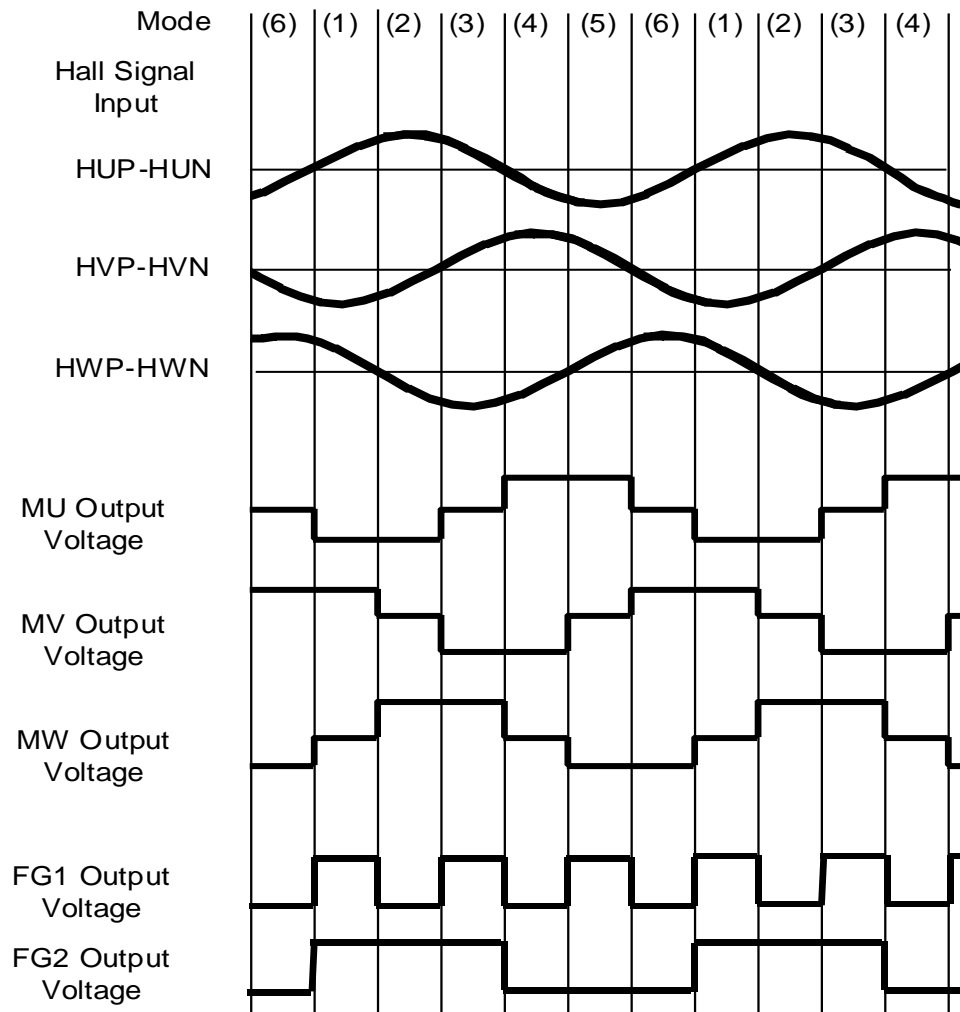 Mode (6) (1) (2) (3) (4) (5) (6) (1) (2) (3) (4)
Hall Signal
Input
HUP-HUN
HVP-HVN
HWP-HWN
MU Output
Voltage
MV Output
Voltage
MW Output
Voltage
FG1 Output
Voltage
FG2 Output
Voltage